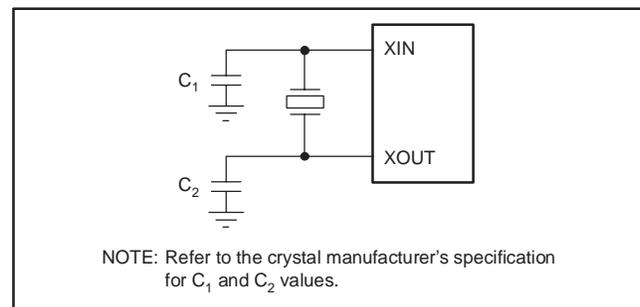 XIN
C1
XOUT
C2
NOTE: Refer to the crystal manufacturer’s specification
for C1 and C2 values.